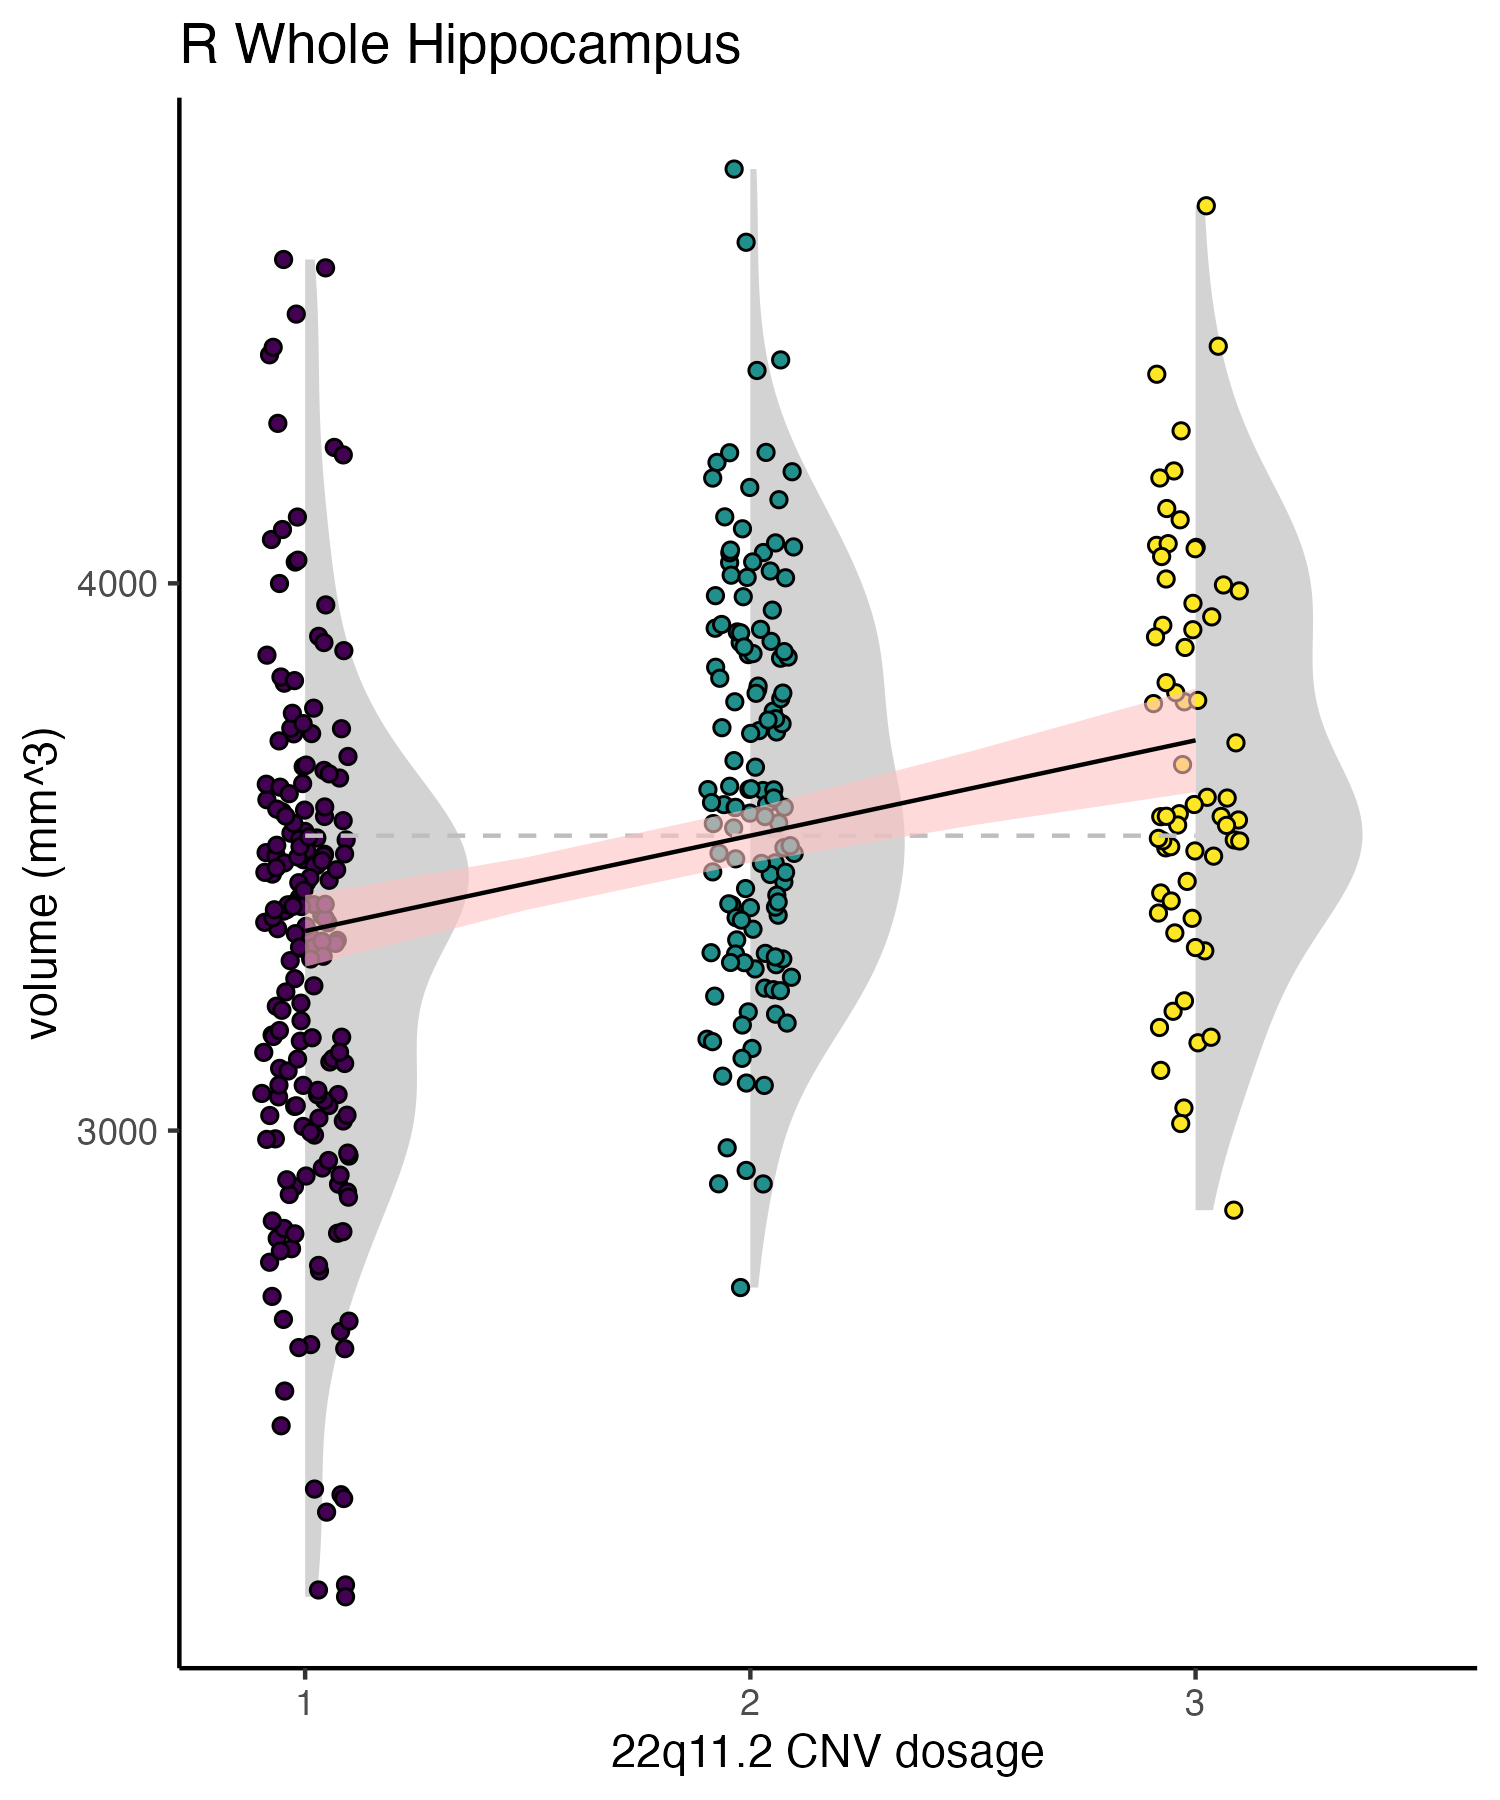 R Whole Hippocampus
volume (mm^3)
4000
3000
1 2 3
22q11.2 CNV dosage